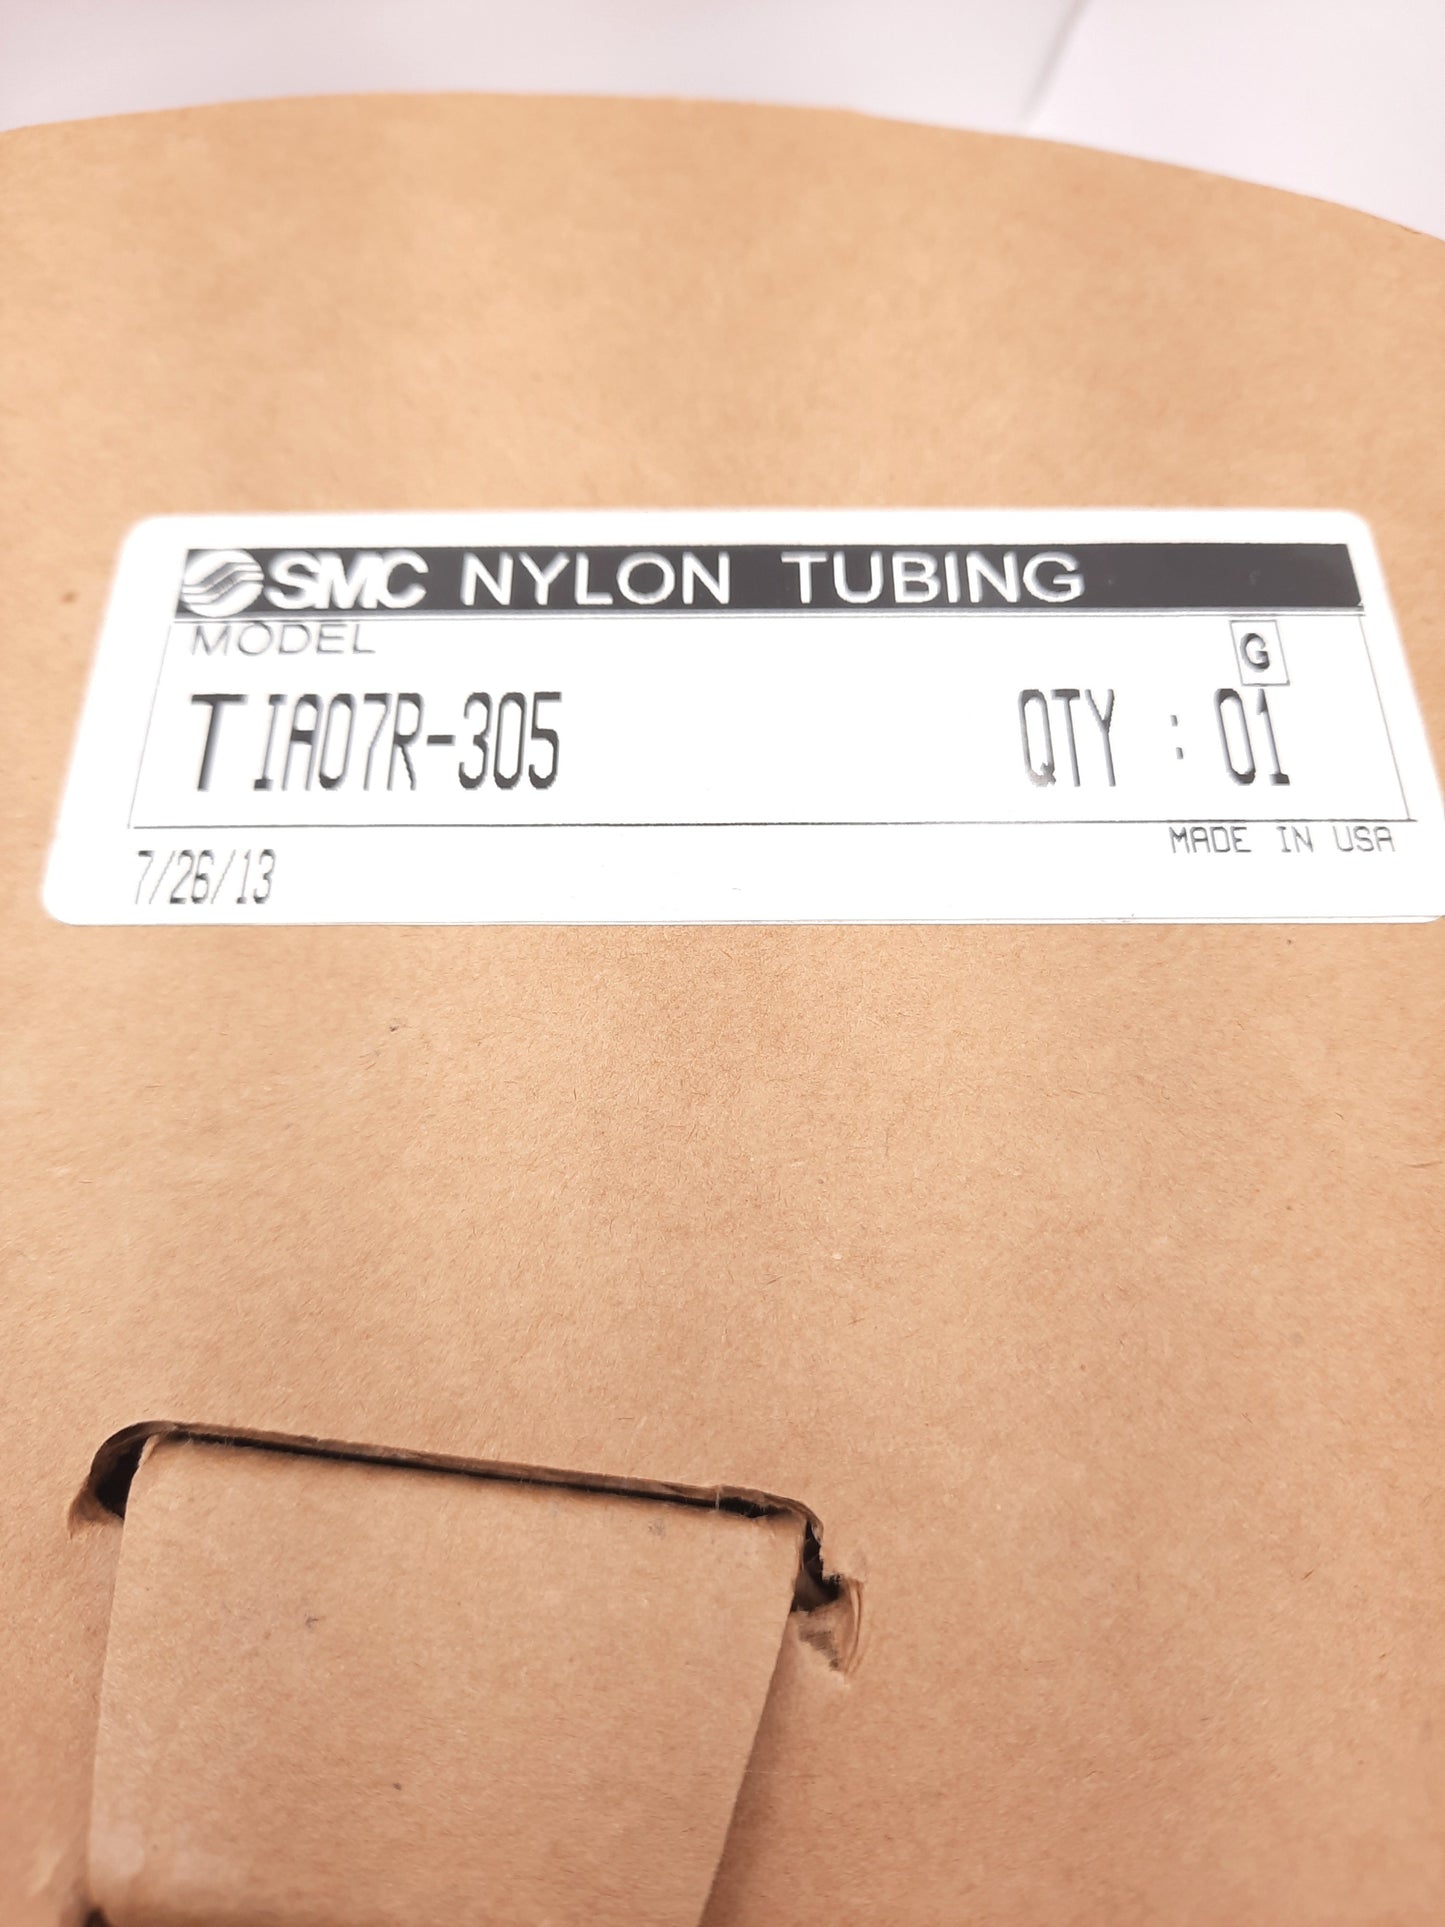 SMC NYLON TUBING
MODEL
G
TIA07R-305 QTY : 01
MADE IN USA
7/26/13